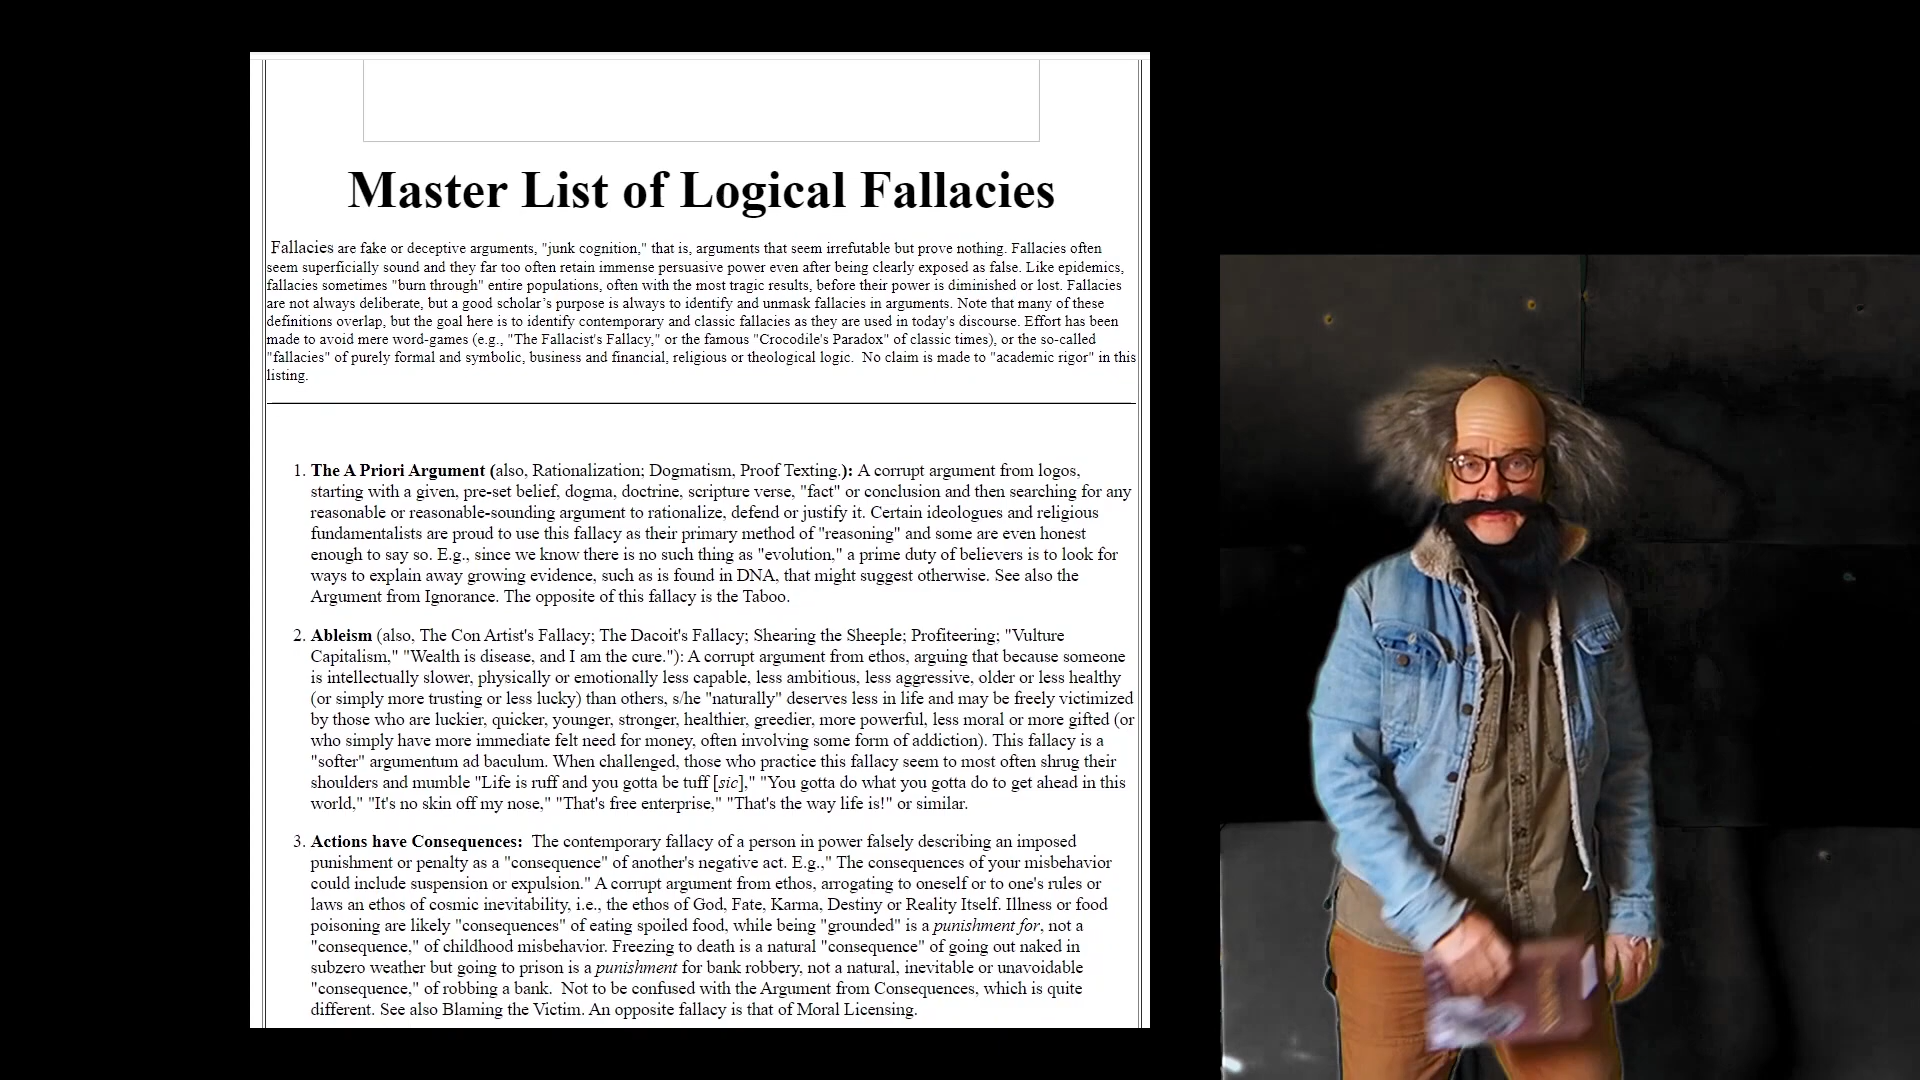 Master List of Logical Fallacies
Fallacies are fake or deceptive arguments, "junk cognition," that is, arguments that seem irrefutable but prove nothing. Fallacies often
seem superficially sound and they far too often retain immense persuasive power even after being clearly exposed as false. Like epidemics,
fallacies sometimes "burn through" entire populations, often with the most tragic results, before their power is diminished or lost. Fallacies
are not always deliberate, but a good scholar's purpose is always to identify and unmask fallacies in arguments. Note that many of these
definitions overlap, but the goal here is to identify contemporary and classic fallacies as they are used in today's discourse. Effort has been
made to avoid mere word-games (e.g., "The Fallacist's Fallacy," or the famous "Crocodile's Paradox" of classic times), or the so-called
"fallacies" of purely formal and symbolic, business and financial, religious or theological logic.  No claim is made to "academic rigor" in this
listing.
1. The A Priori Argument (also, Rationalization; Dogmatism, Proof Texting.): A corrupt argument from logos,
starting with a given, pre-set belief, dogma, doctrine, scripture verse, "fact" or conclusion and then searching for any
reasonable or reasonable-sounding argument to rationalize, defend or justify it. Certain ideologues and religious
fundamentalists are proud to use this fallacy as their primary method of "reasoning" and some are even honest
enough to say so. E.g., since we know there is no such thing as "evolution," a prime duty of believers is to look for
ways to explain away growing evidence, such as is found in DNA, that might suggest otherwise. See also the
Argument from Ignorance. The opposite of this fallacy is the Taboo.
2. Ableism (also, The Con Artist's Fallacy; The Dacoit's Fallacy; Shearing the Sheeple; Profiteering; "Vulture
Capitalism," "Wealth is disease, and I am the cure."): A corrupt argument from ethos, arguing that because someone
is intellectually slower, physically or emotionally less capable, less ambitious, less aggressive, older or less healthy
(or simply more trusting or less lucky) than others, s/he "naturally" deserves less in life and may be freely victimized
by those who are luckier, quicker, younger, stronger, healthier, greedier, more powerful, less moral or more gifted (or
who simply have more immediate felt need for money, often involving some form of addiction). This fallacy is a
"softer" argumentum ad baculum. When challenged, those who practice this fallacy seem to most often shrug their
shoulders and mumble "Life is ruff and you gotta be tuff [sic]," "You gotta do what you gotta do to get ahead in this
world," "It's no skin off my nose," "That's free enterprise," "That's the way life is!" or similar.
3. Actions have Consequences:  The contemporary fallacy of a person in power falsely describing an imposed
punishment or penalty as a "consequence" of another's negative act. E.g.," The consequences of your misbehavior
could include suspension or expulsion." A corrupt argument from ethos, arrogating to oneself or to one's rules or
laws an ethos of cosmic inevitability, i.e., the ethos of God, Fate, Karma, Destiny or Reality Itself. Illness or food
poisoning are likely "consequences" of eating spoiled food, while being "grounded" is a punishment for, not a
"consequence," of childhood misbehavior. Freezing to death is a natural "consequence" of going out naked in
subzero weather but going to prison is a punishment for bank robbery, not a natural, inevitable or unavoidable
"consequence," of robbing a bank.  Not to be confused with the Argument from Consequences, which is quite
different. See also Blaming the Victim. An opposite fallacy is that of Moral Licensing.